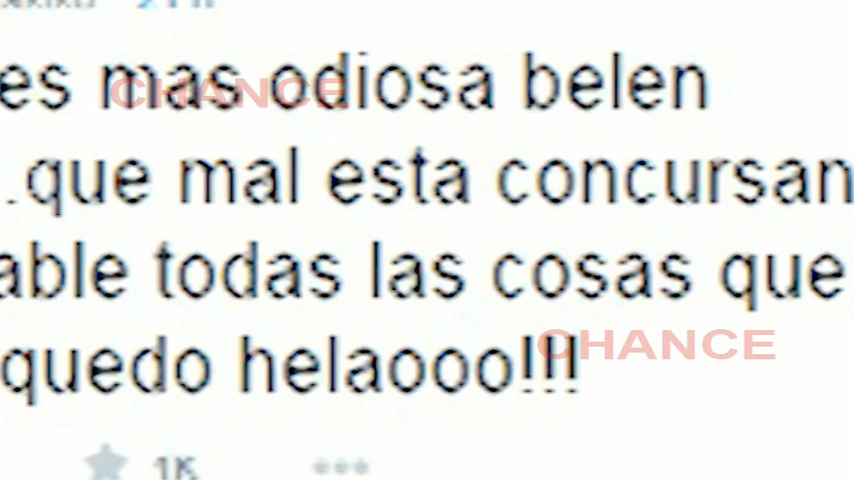 es mas odiosa belen
.que mal esta concursan
able todas las cosas que
quedo helaooo!!!
CHANCE
CHANCE
1K